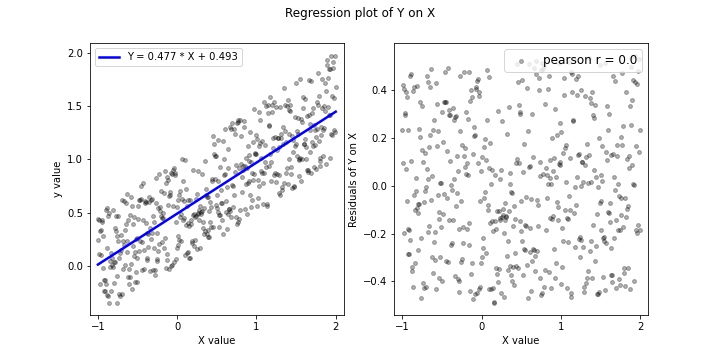 Regression plot of Y on X
Y = 0.477 * X + 0.493
2.0
1.5
1.0
0.5
0.0
y value
−1
0
1
2
X value
pearson r = 0.0
0.4
0.2
0.0
−0.2
−0.4
Residuals of Y on X
−1
0
1
2
X value